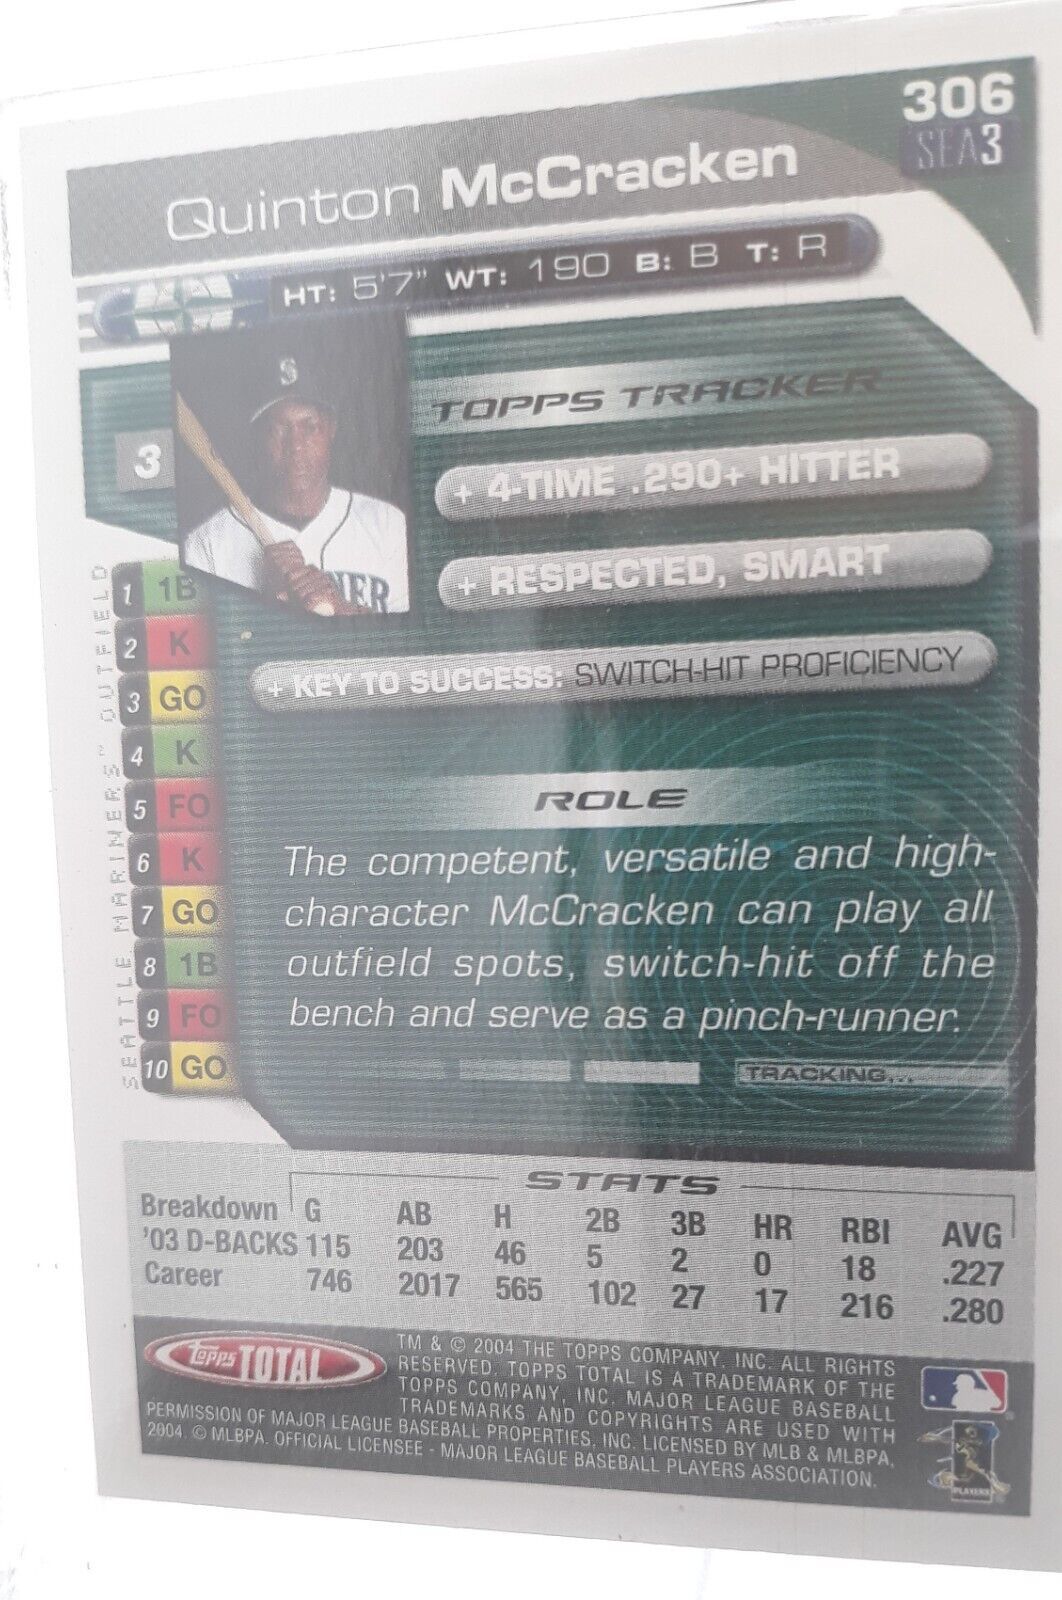 306
SEA3
Quinton McCracken
HT: 5'7" WT: 190 B: B T: R
S
3
NER
TOPPS TRACKER
+ 4-TIME .290+ HITTER
+ RESPECTED, SMART
+ KEY TO SUCCESS: SWITCH-HIT PROFICIENCY
SEATTLE MARINERS™ OUTFIELD
1 1B
2 K
3 GO
4 K
5 FO
6 K
7 GO
8 1B
9 FO
10 GO
ROLE
The competent, versatile and high-
character McCracken can play all
outfield spots, switch-hit off the
bench and serve as a pinch-runner.
TRACKING...
STATS
Breakdown G AB H 2B 3B HR RBI AVG
'03 D-BACKS 115 203 46 5 2 0 18 .227
Career 746 2017 565 102 27 17 216 .280
Topps TOTAL
TM & © 2004 THE TOPPS COMPANY, INC. ALL RIGHTS
RESERVED. TOPPS TOTAL IS A TRADEMARK OF THE
TOPPS COMPANY, INC. MAJOR LEAGUE BASEBALL
TRADEMARKS AND COPYRIGHTS ARE USED WITH
PERMISSION OF MAJOR LEAGUE BASEBALL PROPERTIES, INC. LICENSED BY MLB & MLBPA,
2004. © MLBPA. OFFICIAL LICENSEE - MAJOR LEAGUE BASEBALL PLAYERS ASSOCIATION.
PLAYERS